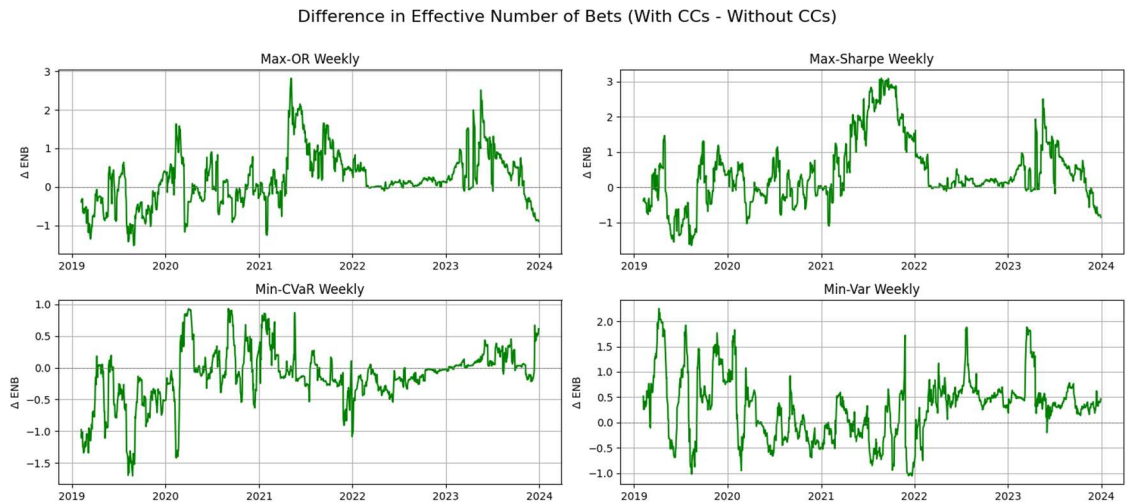 Difference in Effective Number of Bets (With CCs - Without CCs)
Max-OR Weekly
Δ ENB
3
2
1
0
−1
2019 2020 2021 2022 2023 2024
Max-Sharpe Weekly
Δ ENB
3
2
1
0
−1
2019 2020 2021 2022 2023 2024
Min-CVaR Weekly
Δ ENB
1.0
0.5
0.0
−0.5
−1.0
−1.5
2019 2020 2021 2022 2023 2024
Min-Var Weekly
Δ ENB
2.0
1.5
1.0
0.5
0.0
−0.5
−1.0
2019 2020 2021 2022 2023 2024